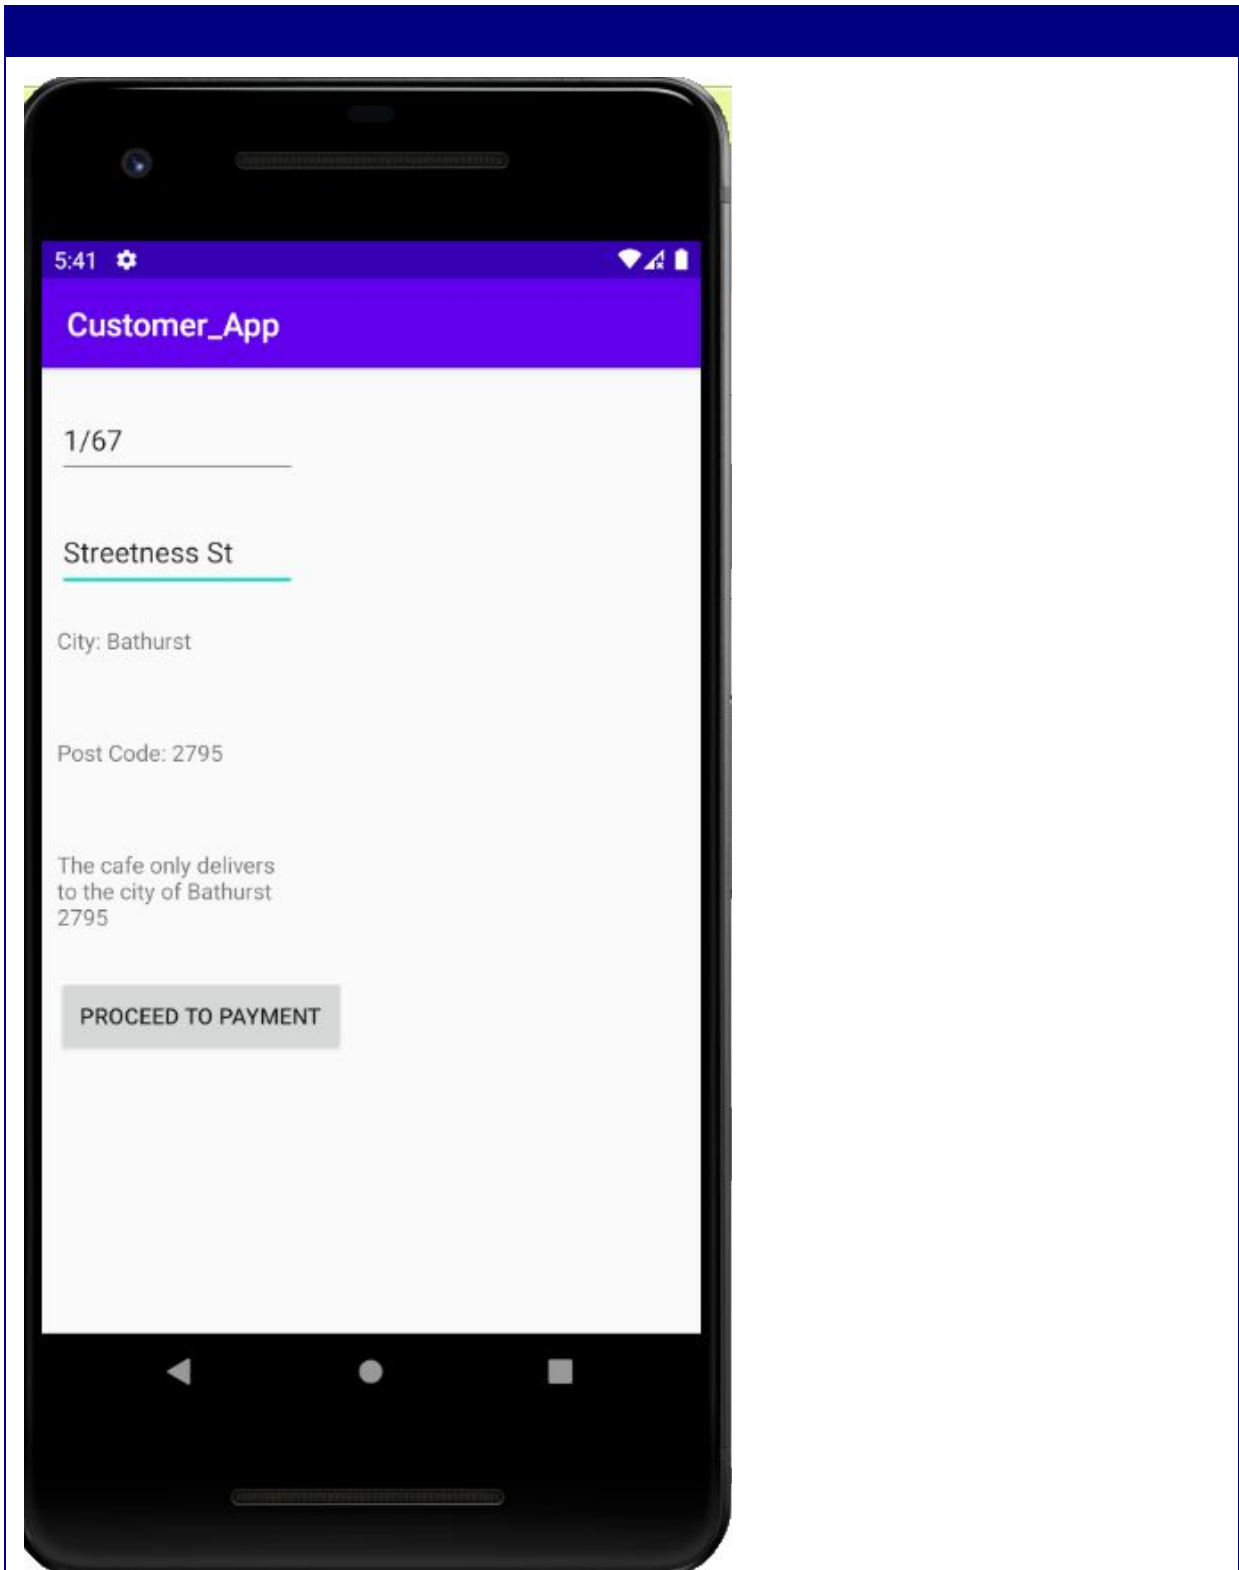 5:41
Customer_App
1/67
Streetness St
City: Bathurst
Post Code: 2795
The cafe only delivers
to the city of Bathurst
2795
PROCEED TO PAYMENT